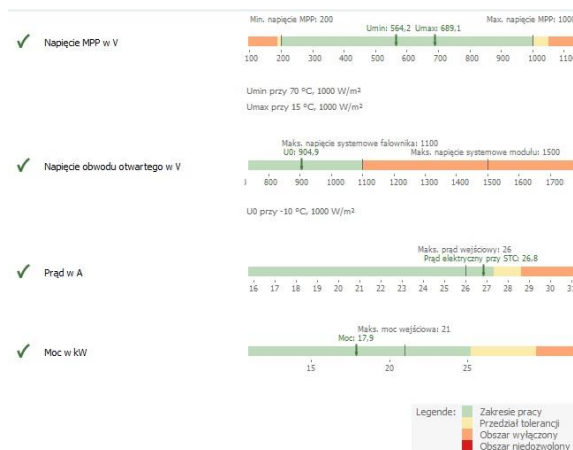 Min. napięcie MPP: 200 Max. napięcie MPP: 1000
Umin: 564,2 Umax: 689,1
Napięcie MPP w V
100 200 300 400 500 600 700 800 900 1000
Umin przy 70 °C, 1000 W/m²
Umax przy 15 °C, 1000 W/m²
Maks. napięcie systemowe falownika: 1100
U0: 904,9 Maks. napięcie systemowe modułu: 1500
Napięcie obwodu otwartego w V
800 900 1000 1100 1200 1300 1400 1500 1600 1700
U0 przy -10 °C, 1000 W/m²
Maks. prąd wejściowy: 26
Prąd elektryczny przy STC: 26,8
Prąd w A
16 17 18 19 20 21 22 23 24 25 26 27 28 29 30
Maks. moc wejściowa: 21
Moc: 17,9
Moc w kW
15 20 25
Legende: Zakresie pracy
Przedział tolerancji
Obszar wyłączony
Obszar niedozwolony